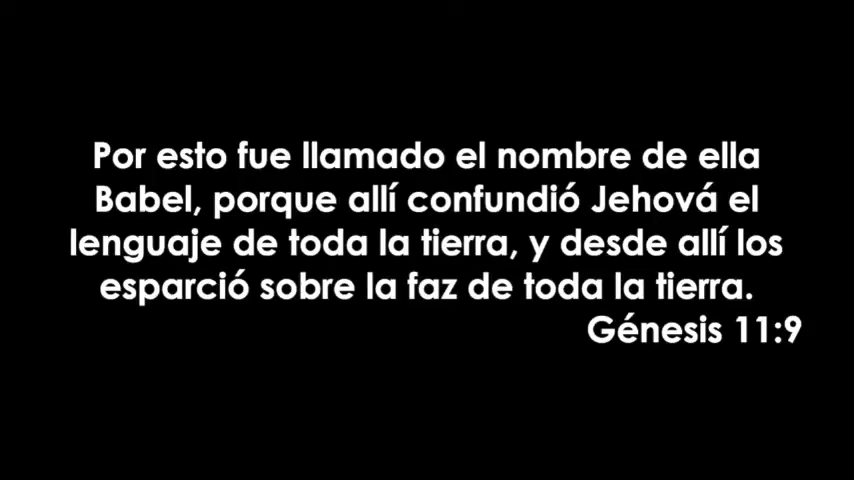 Por esto fue llamado el nombre de ella
Babel, porque allí confundió Jehová el
lenguaje de toda la tierra, y desde allí los
esparció sobre la faz de toda la tierra.
Génesis 11:9